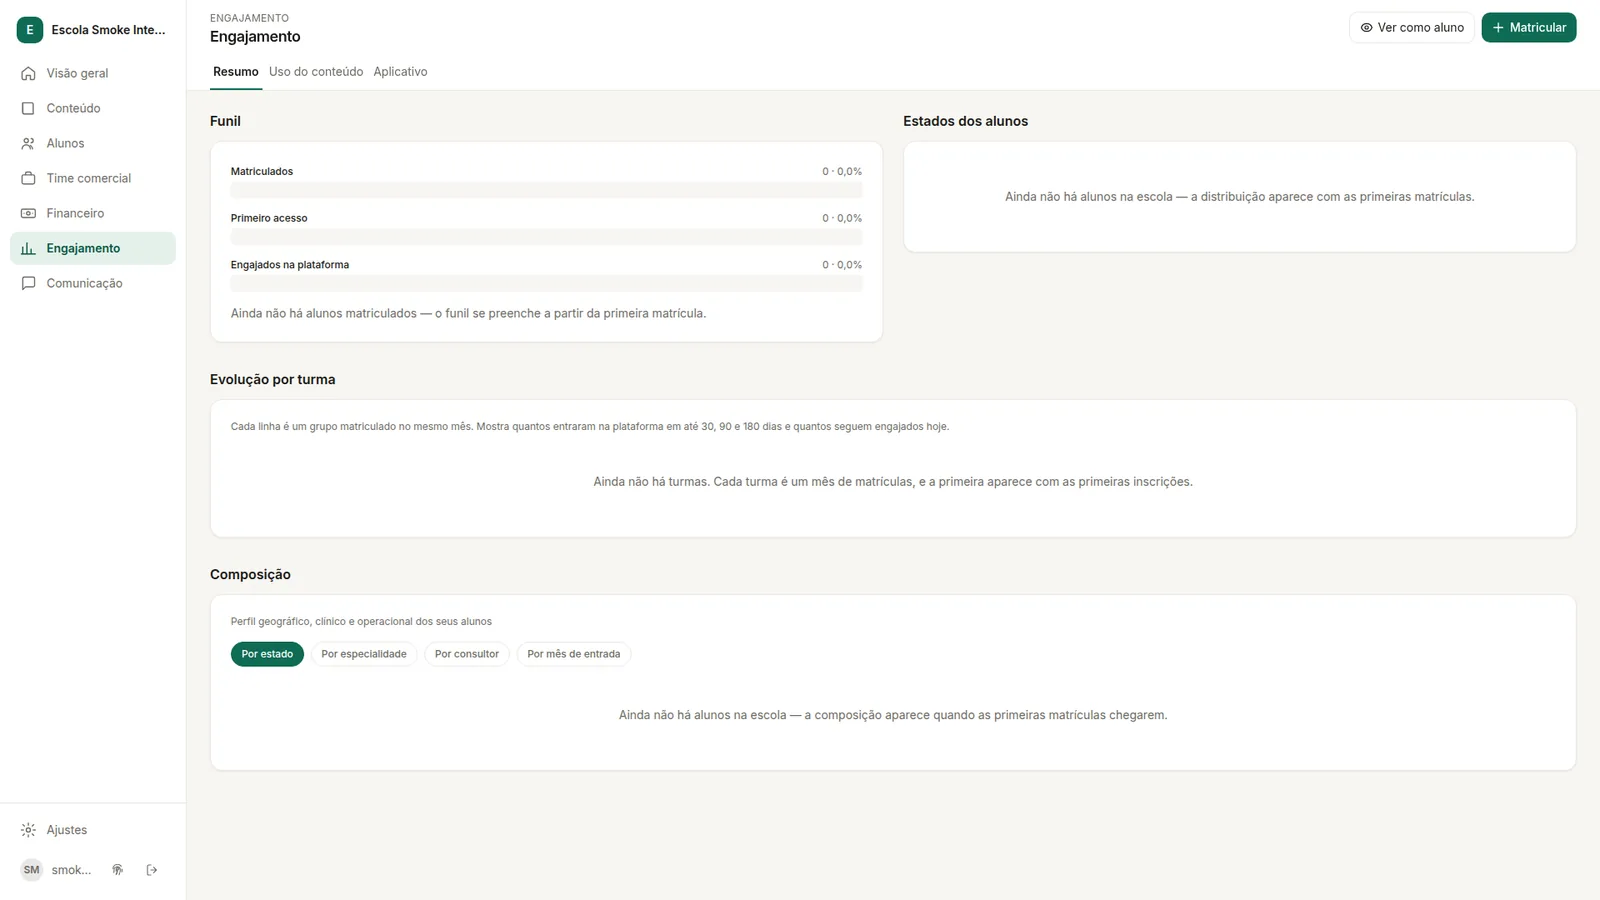 E
Escola Smoke Inte...
Visão geral
Conteúdo
Alunos
Time comercial
Financeiro
Engajamento
Comunicação
Ajustes
SM
smok...
ENGAJAMENTO
Engajamento
Ver como aluno
Matricular
Resumo
Uso do conteúdo
Aplicativo
Funil
Matriculados
0 · 0,0%
Primeiro acesso
0 · 0,0%
Engajados na plataforma
0 · 0,0%
Ainda não há alunos matriculados — o funil se preenche a partir da primeira matrícula.
Estados dos alunos
Ainda não há alunos na escola — a distribuição aparece com as primeiras matrículas.
Evolução por turma
Cada linha é um grupo matriculado no mesmo mês. Mostra quantos entraram na plataforma em até 30, 90 e 180 dias e quantos seguem engajados hoje.
Ainda não há turmas. Cada turma é um mês de matrículas, e a primeira aparece com as primeiras inscrições.
Composição
Perfil geográfico, clínico e operacional dos seus alunos
Por estado
Por especialidade
Por consultor
Por mês de entrada
Ainda não há alunos na escola — a composição aparece quando as primeiras matrículas chegarem.